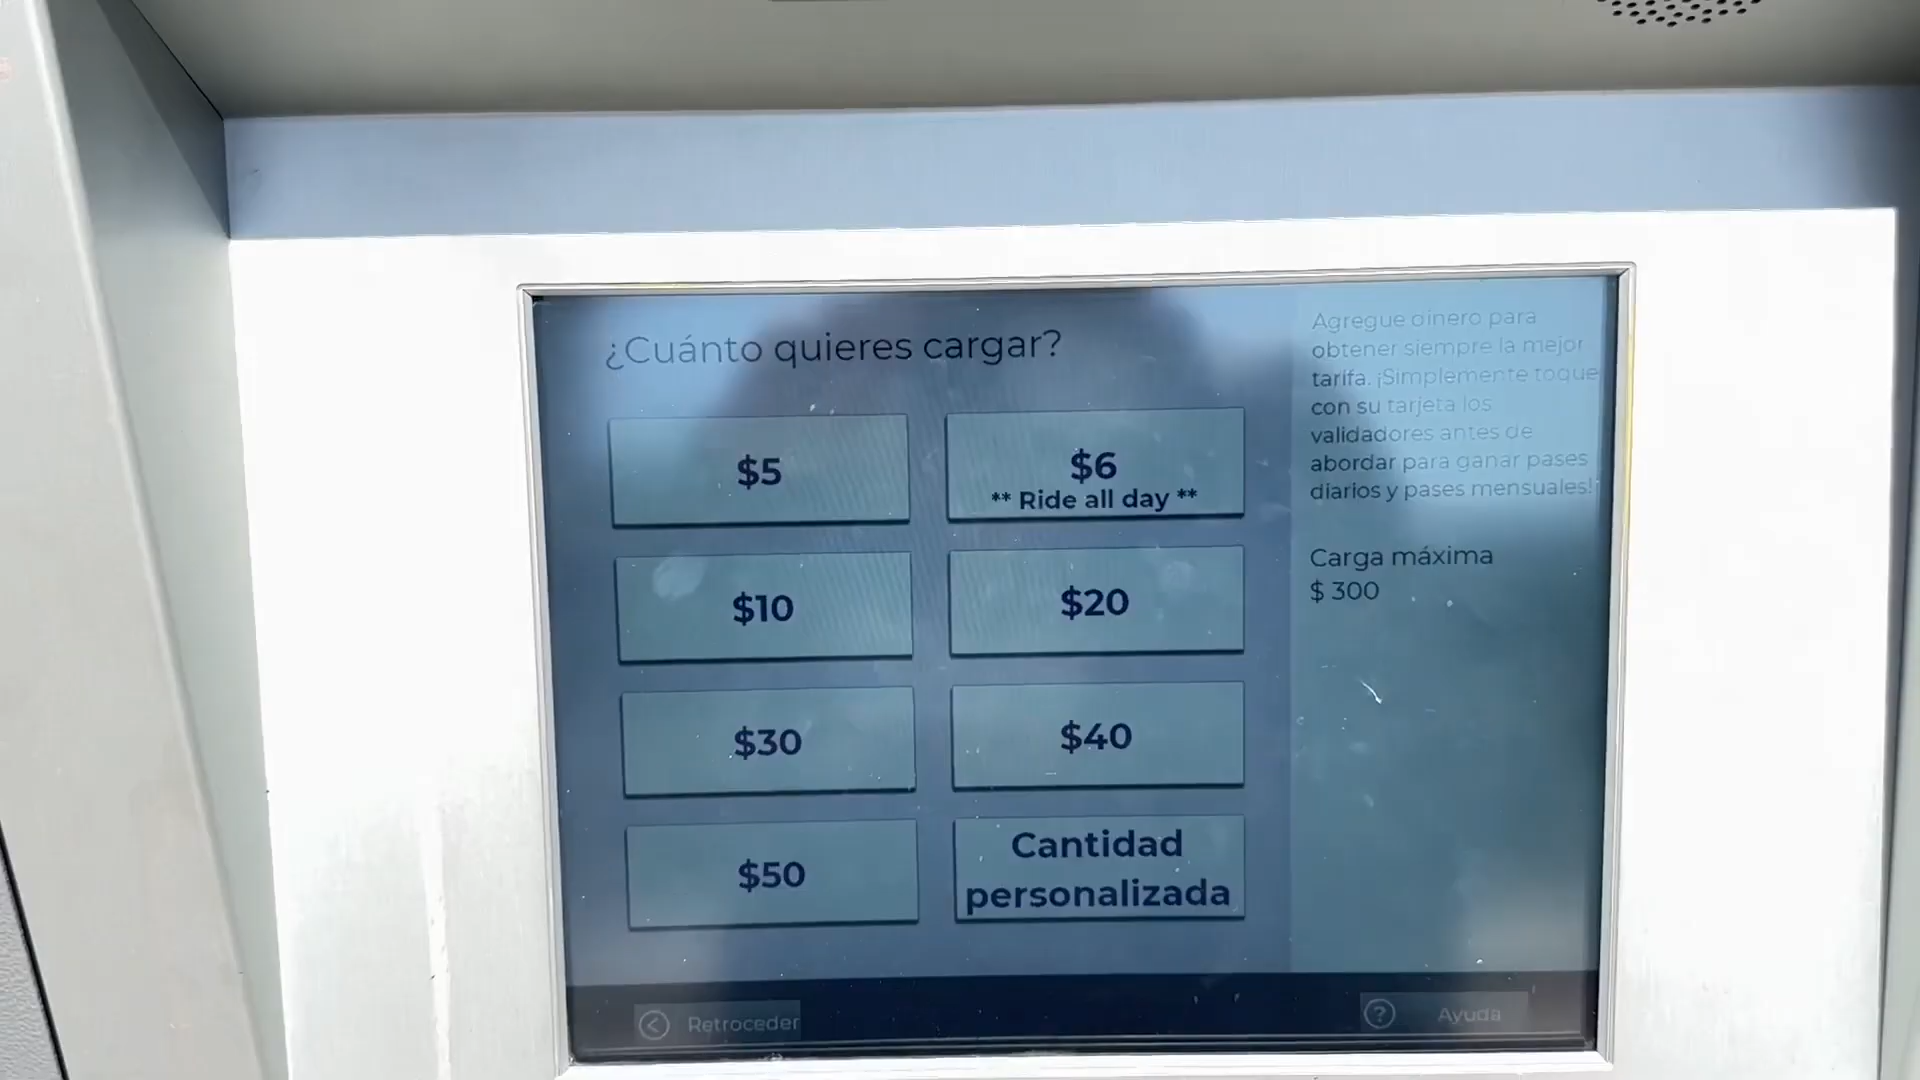 ¿Cuánto quieres cargar?
$5
$6
** Ride all day **
$10
$20
$30
$40
$50
Cantidad
personalizada
Agregue dinero para
obtener siempre la mejor
tarifa. ¡Simplemente toque
con su tarjeta los
validadores antes de
abordar para ganar pases
diarios y pases mensuales!
Carga máxima
$ 300
Retroceder
? Ayuda